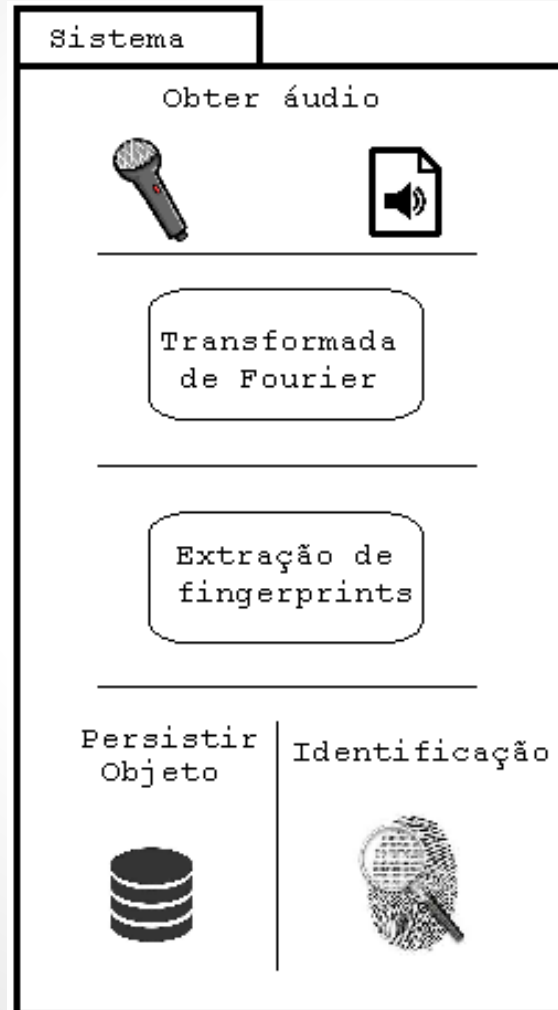 Sistema
Obter áudio
Transformada
de Fourier
Extração de
fingerprints
Persistir
Objeto
Identificação